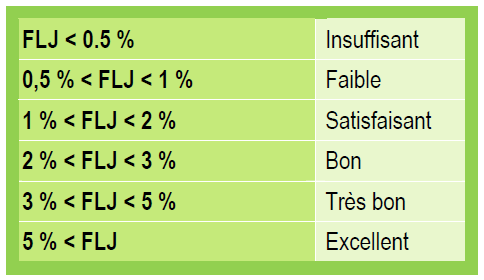 FLJ < 0.5 % Insuffisant
0,5 % < FLJ < 1 % Faible
1 % < FLJ < 2 % Satisfaisant
2 % < FLJ < 3 % Bon
3 % < FLJ < 5 % Très bon
5 % < FLJ Excellent